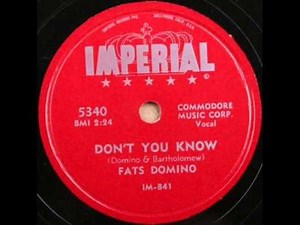 IMPERIAL
★ ★ ★ ★ ★
5340
BMI 2:24
COMMODORE
MUSIC CORP.
Vocal
DON'T YOU KNOW
(Domino & Bartholomew)
FATS DOMINO
IM-841